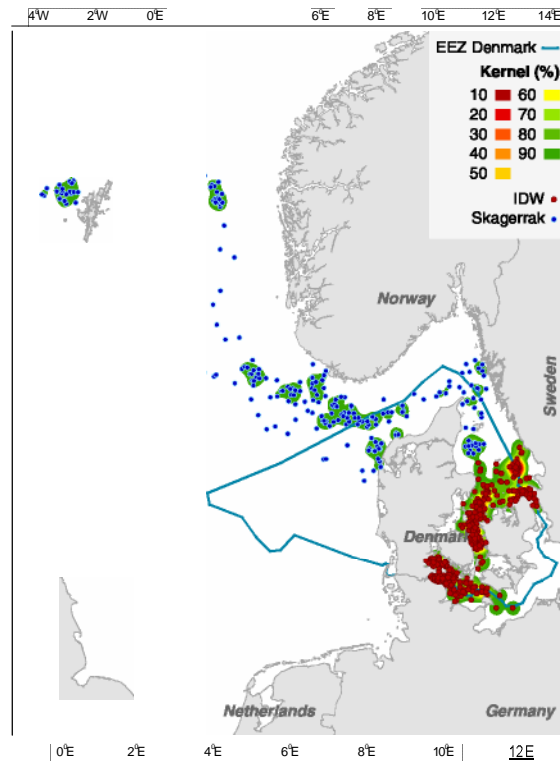 4°W 2°W 0°E 6°E 8°E 10°E 12°E 14°E
EEZ Denmark
Kernel (%)
10 60
20 70
30 80
40 90
50
IDW
Skagerrak
Norway
Sweden
Denmark
Netherlands
Germany
0°E 2°E 4°E 6°E 8°E 10°E 12E